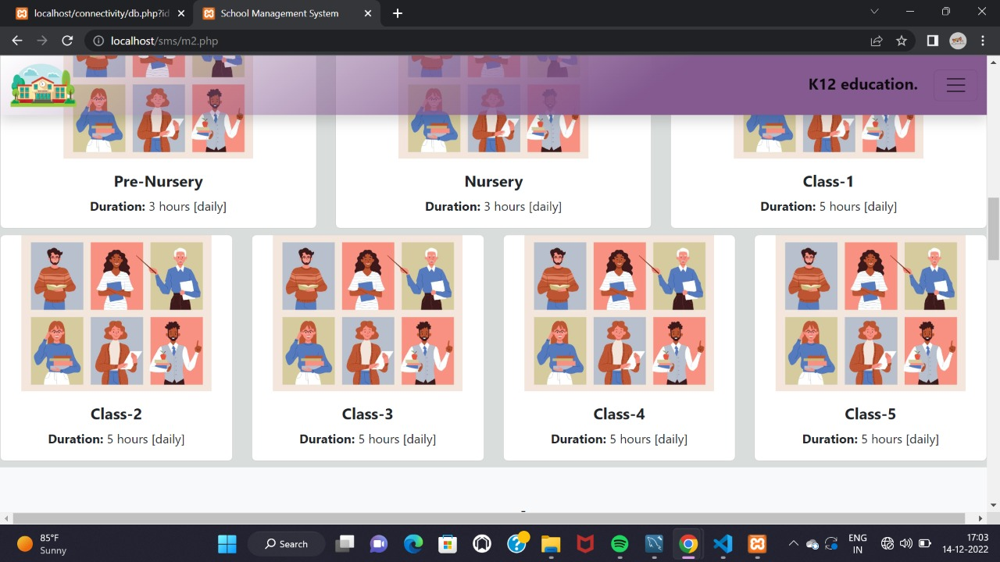 localhost/connectivity/db.php?id
School Management System
localhost/sms/m2.php
K12 education.
Pre-Nursery
Duration: 3 hours [daily]
Nursery
Duration: 3 hours [daily]
Class-1
Duration: 5 hours [daily]
Class-2
Duration: 5 hours [daily]
Class-3
Duration: 5 hours [daily]
Class-4
Duration: 5 hours [daily]
Class-5
Duration: 5 hours [daily]
85°F
Sunny
Search
ENG
IN
17:03
14-12-2022